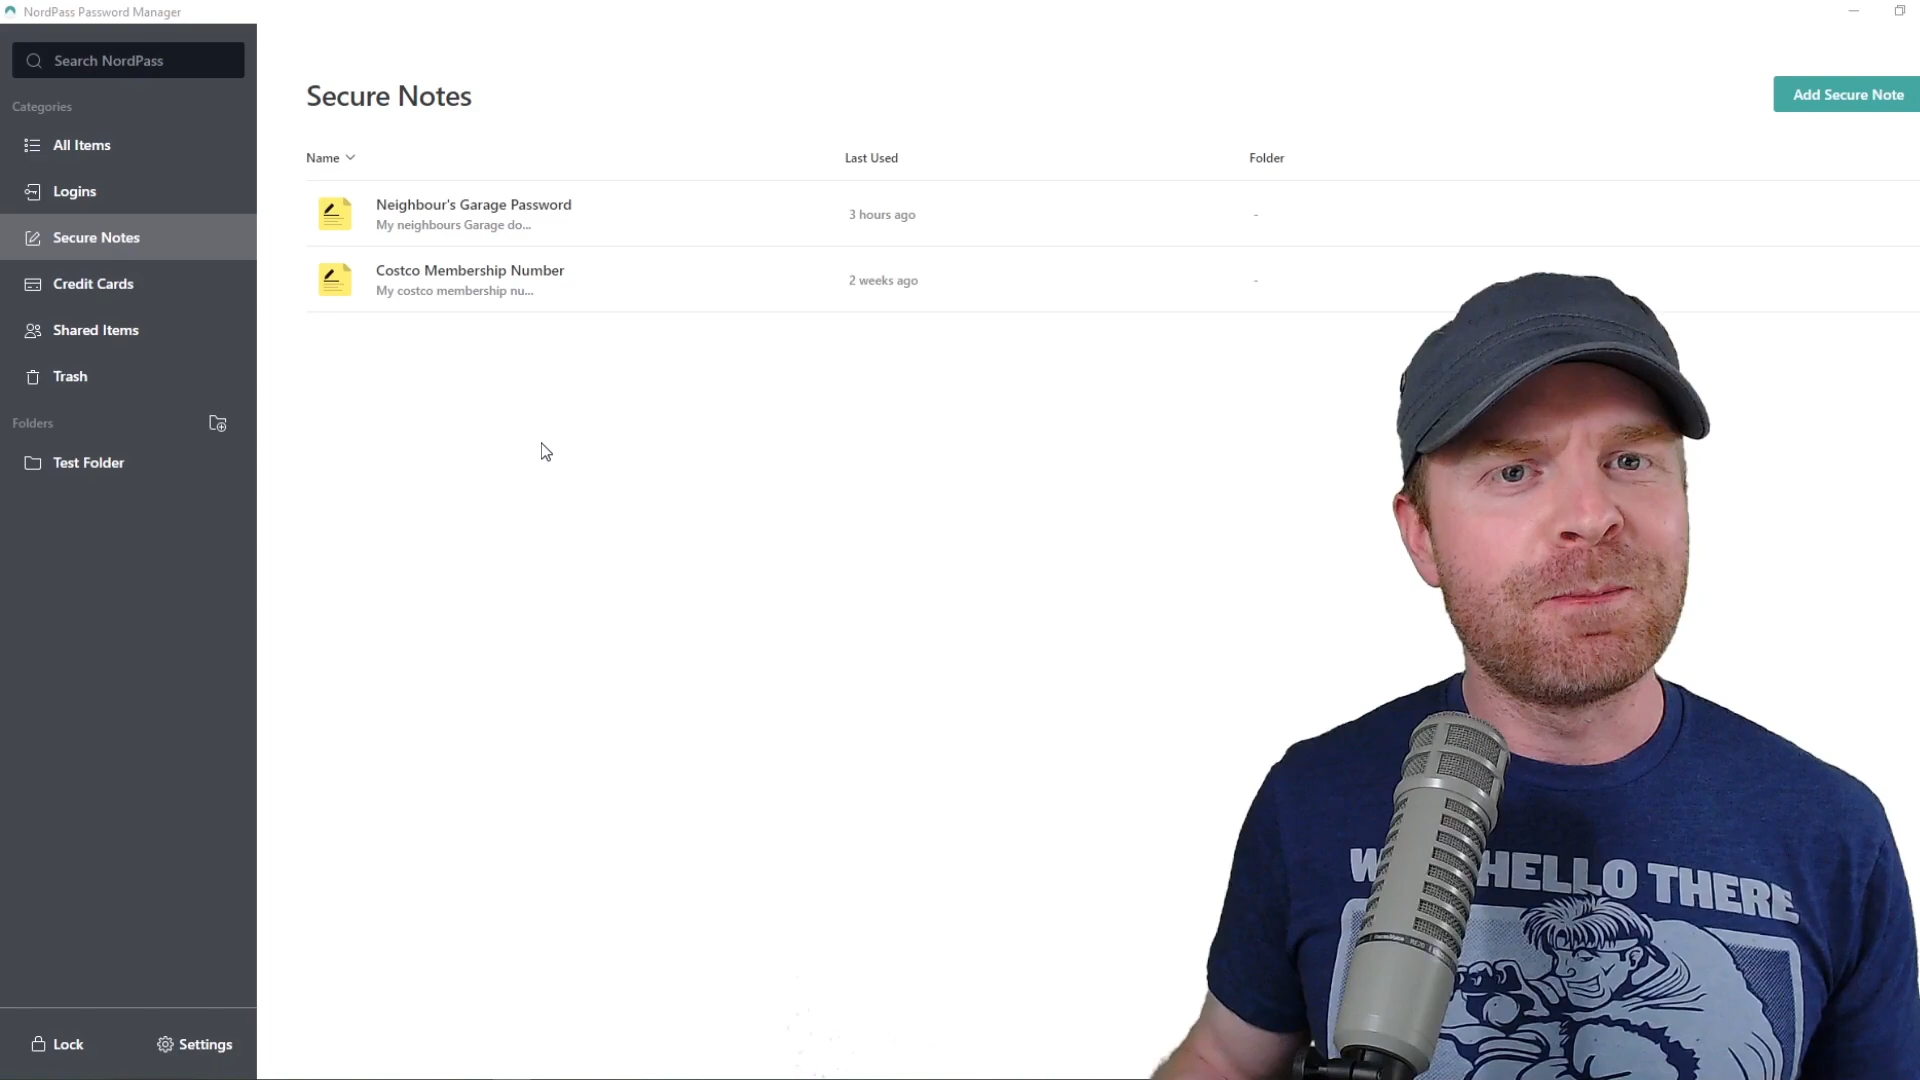 NordPass Password Manager
Search NordPass
Categories
All Items
Logins
Secure Notes
Credit Cards
Shared Items
Trash
Folders
Test Folder
Lock
Settings
Secure Notes
Add Secure Note
Name
Last Used
Folder
Neighbour's Garage Password
My neighbours Garage do...
3 hours ago
-
Costco Membership Number
My costco membership nu...
2 weeks ago
-
HELLO THERE